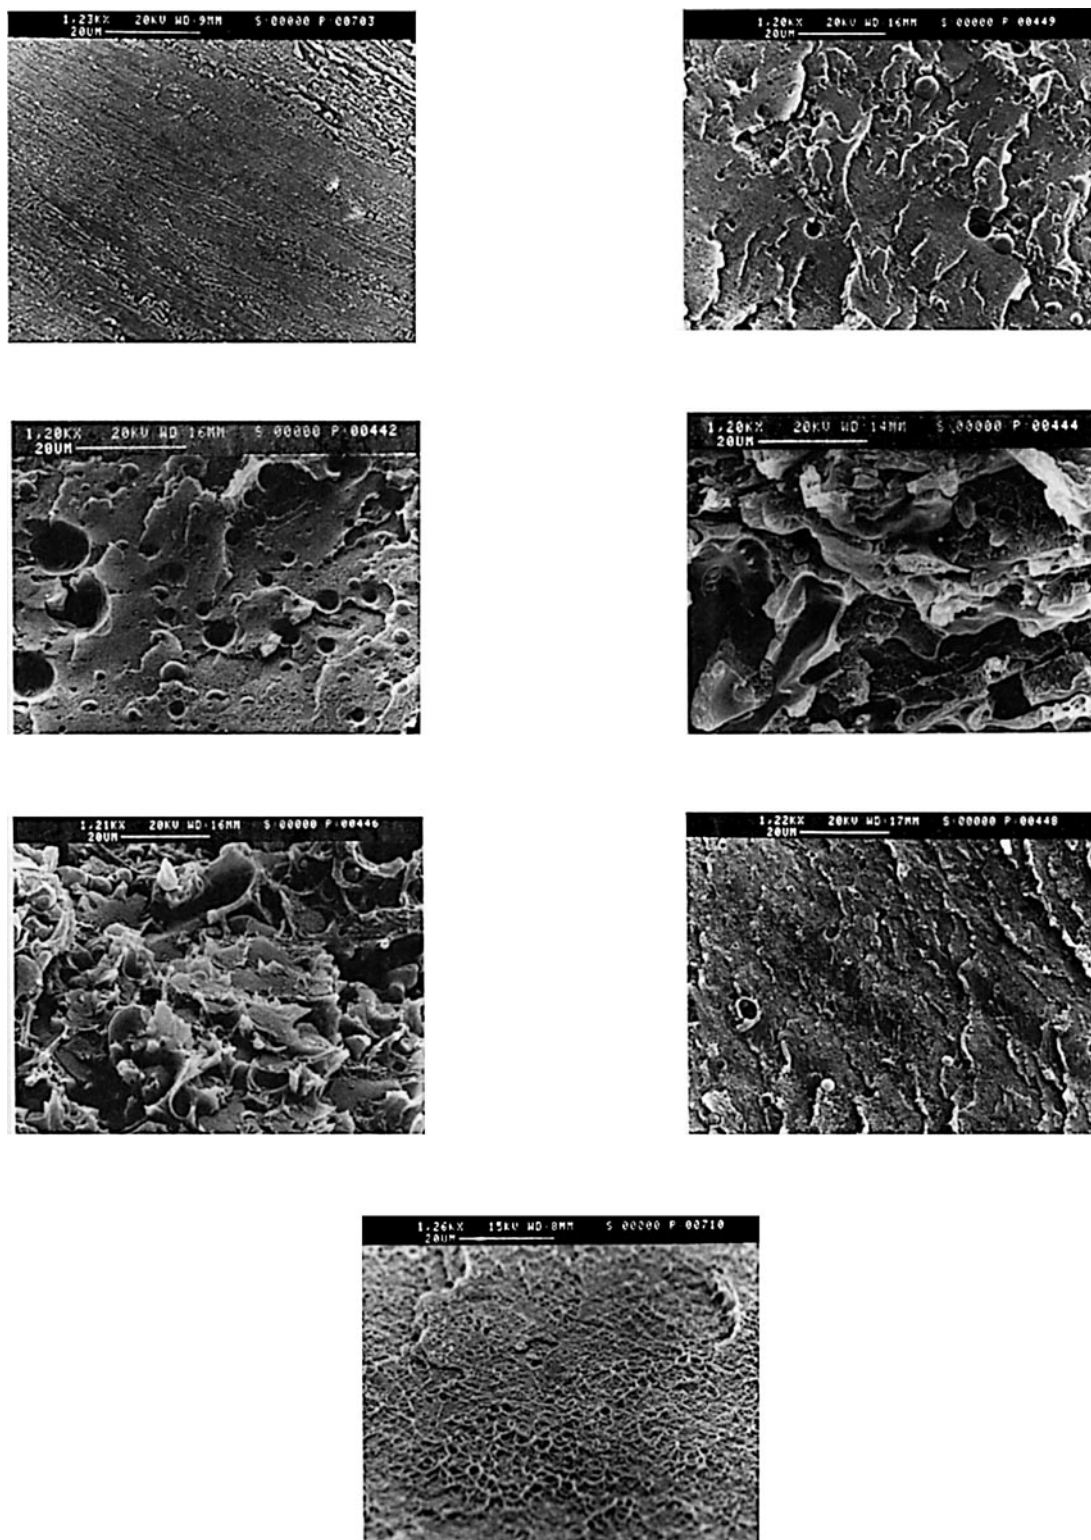 1.23KX 20KV WD:9MM S:00000 P:00703
20UM
1.20KX 20KV WD:16MM S:00000 P:00449
20UM
1.20KX 20KV WD:16MM S:00000 P:00442
20UM
1.20KX 20KV WD:14MM S:00000 P:00444
20UM
1.21KX 20KV WD:16MM S:00000 P:00446
20UM
1.22KX 20KV WD:17MM S:00000 P:00448
20UM
1.26KX 15KV WD:8MM S:00000 P:00710
20UM